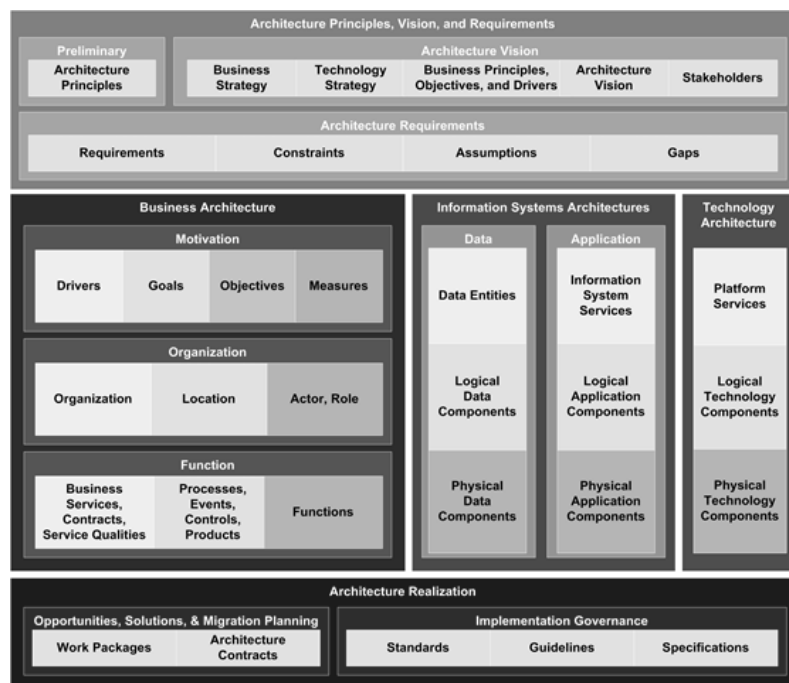 Architecture Principles, Vision, and Requirements
Preliminary
Architecture
Principles
Architecture Vision
Business
Strategy
Technology
Strategy
Business Principles,
Objectives, and Drivers
Architecture
Vision
Stakeholders
Architecture Requirements
Requirements
Constraints
Assumptions
Gaps
Business Architecture
Motivation
Drivers
Goals
Objectives
Measures
Organization
Organization
Location
Actor, Role
Function
Business
Services,
Contracts,
Service Qualities
Processes,
Events,
Controls,
Products
Functions
Information Systems Architectures
Data
Data Entities
Logical
Data
Components
Physical
Data
Components
Application
Information
System
Services
Logical
Application
Components
Physical
Application
Components
Technology
Architecture
Platform
Services
Logical
Technology
Components
Physical
Technology
Components
Architecture Realization
Opportunities, Solutions, & Migration Planning
Work Packages
Architecture
Contracts
Implementation Governance
Standards
Guidelines
Specifications